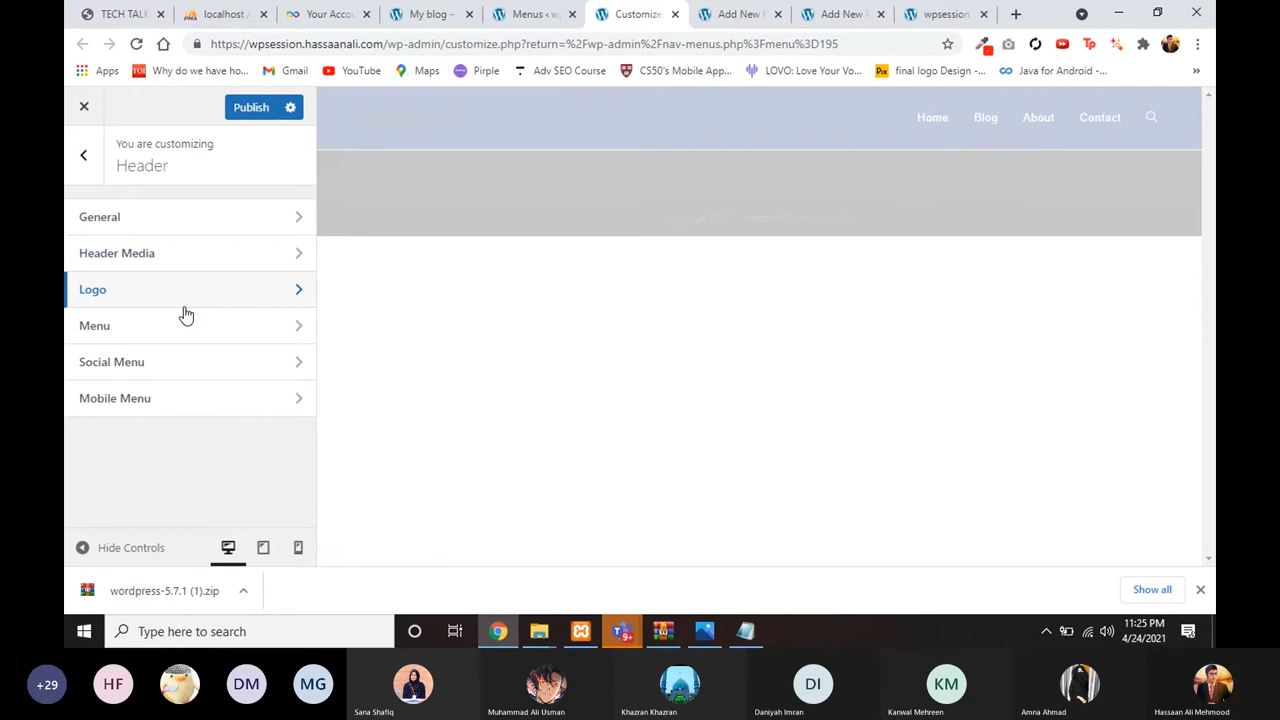 TECH TALK
localhost /
Your Accou
My blog –
Menus ‹ w
Customize
Add New P
Add New P
wpsession
https://wpsession.hassaanali.com/wp-admin/customize.php?return=%2Fwp-admin%2Fnav-menus.php%3Fmenu%3D195
Apps
TOI
Why do we have ho...
Gmail
YouTube
Maps
Pirple
Adv SEO Course
CS50's Mobile App...
LOVO: Love Your Vo...
Pix
final logo Design -...
Java for Android -...
»
Publish
You are customizing
Header
Home
Blog
About
Contact
General
Header Media
Logo
Menu
Social Menu
Mobile Menu
Hide Controls
wordpress-5.7.1 (1).zip
Show all
Type here to search
9+
11:25 PM
4/24/2021
+29
HF
DM
MG
DI
KM
Sana Shafiq
Muhammad Ali Usman
Khazran Khazran
Daniyah Imran
Kanwal Mehreen
Amna Ahmad
Hassaan Ali Mehmood